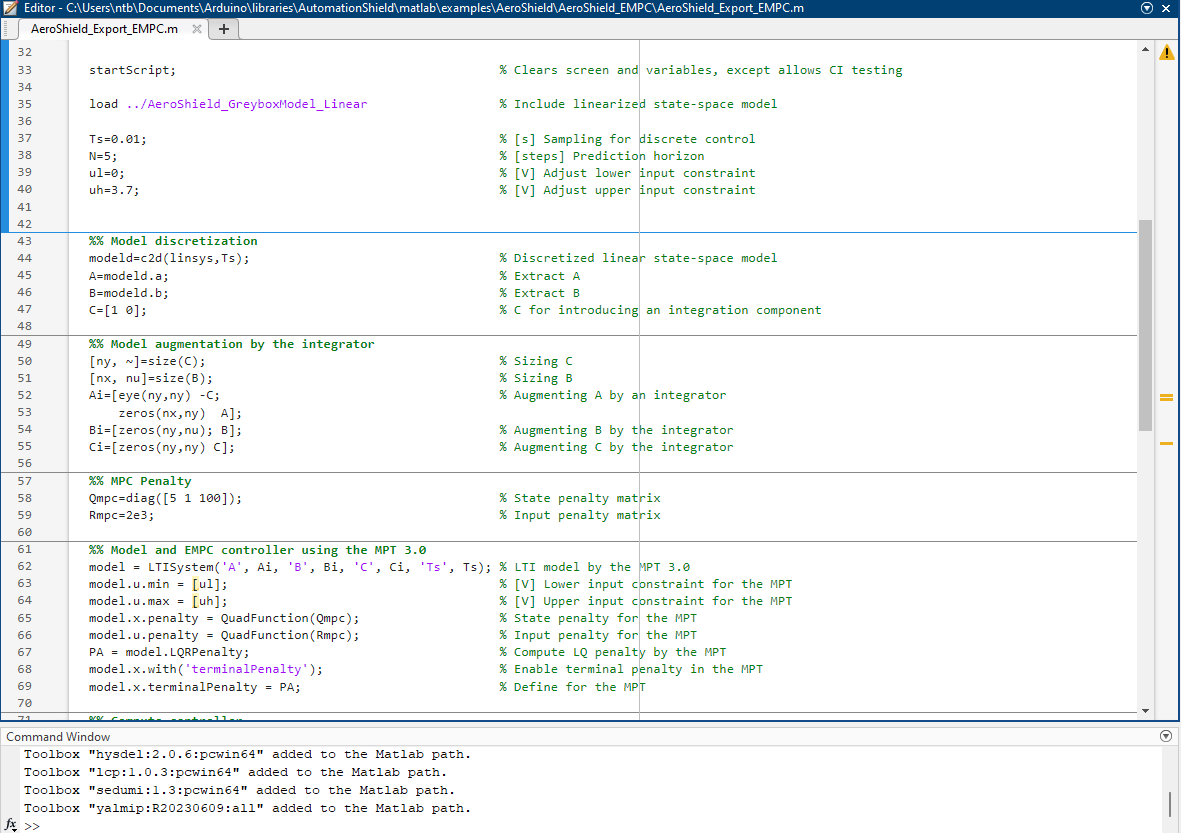 Editor - C:\Users\ntb\Documents\Arduino\libraries\AutomationShield\matlab\examples\AeroShield\AeroShield_EMPC\AeroShield_Export_EMPC.m
AeroShield_Export_EMPC.m
32
33 startScript; % Clears screen and variables, except allows CI testing
34
35 load ../AeroShield_GreyboxModel_Linear % Include linearized state-space model
36
37 Ts=0.01; % [s] Sampling for discrete control
38 N=5; % [steps] Prediction horizon
39 ul=0; % [V] Adjust lower input constraint
40 uh=3.7; % [V] Adjust upper input constraint
41
42
43 %% Model discretization
44 modeld=c2d(linsys,Ts); % Discretized linear state-space model
45 A=modeld.a; % Extract A
46 B=modeld.b; % Extract B
47 C=[1 0]; % C for introducing an integration component
48
49 %% Model augmentation by the integrator
50 [ny, ~]=size(C); % Sizing C
51 [nx, nu]=size(B); % Sizing B
52 Ai=[eye(ny,ny) -C; % Augmenting A by an integrator
53 zeros(nx,ny) A];
54 Bi=[zeros(ny,nu); B]; % Augmenting B by the integrator
55 Ci=[zeros(ny,ny) C]; % Augmenting C by the integrator
56
57 %% MPC Penalty
58 Qmpc=diag([5 1 100]); % State penalty matrix
59 Rmpc=2e3; % Input penalty matrix
60
61 %% Model and EMPC controller using the MPT 3.0
62 model = LTISystem('A', Ai, 'B', Bi, 'C', Ci, 'Ts', Ts); % LTI model by the MPT 3.0
63 model.u.min = [ul]; % [V] Lower input constraint for the MPT
64 model.u.max = [uh]; % [V] Upper input constraint for the MPT
65 model.x.penalty = QuadFunction(Qmpc); % State penalty for the MPT
66 model.u.penalty = QuadFunction(Rmpc); % Input penalty for the MPT
67 PA = model.LQRPenalty; % Compute LQ penalty by the MPT
68 model.x.with('terminalPenalty'); % Enable terminal penalty in the MPT
69 model.x.terminalPenalty = PA; % Define for the MPT
70
71 %% Compute controller
Command Window
Toolbox "hysdel:2.0.6:pcwin64" added to the Matlab path.
Toolbox "lcp:1.0.3:pcwin64" added to the Matlab path.
Toolbox "sedumi:1.3:pcwin64" added to the Matlab path.
Toolbox "yalmip:R20230609:all" added to the Matlab path.
fx >>